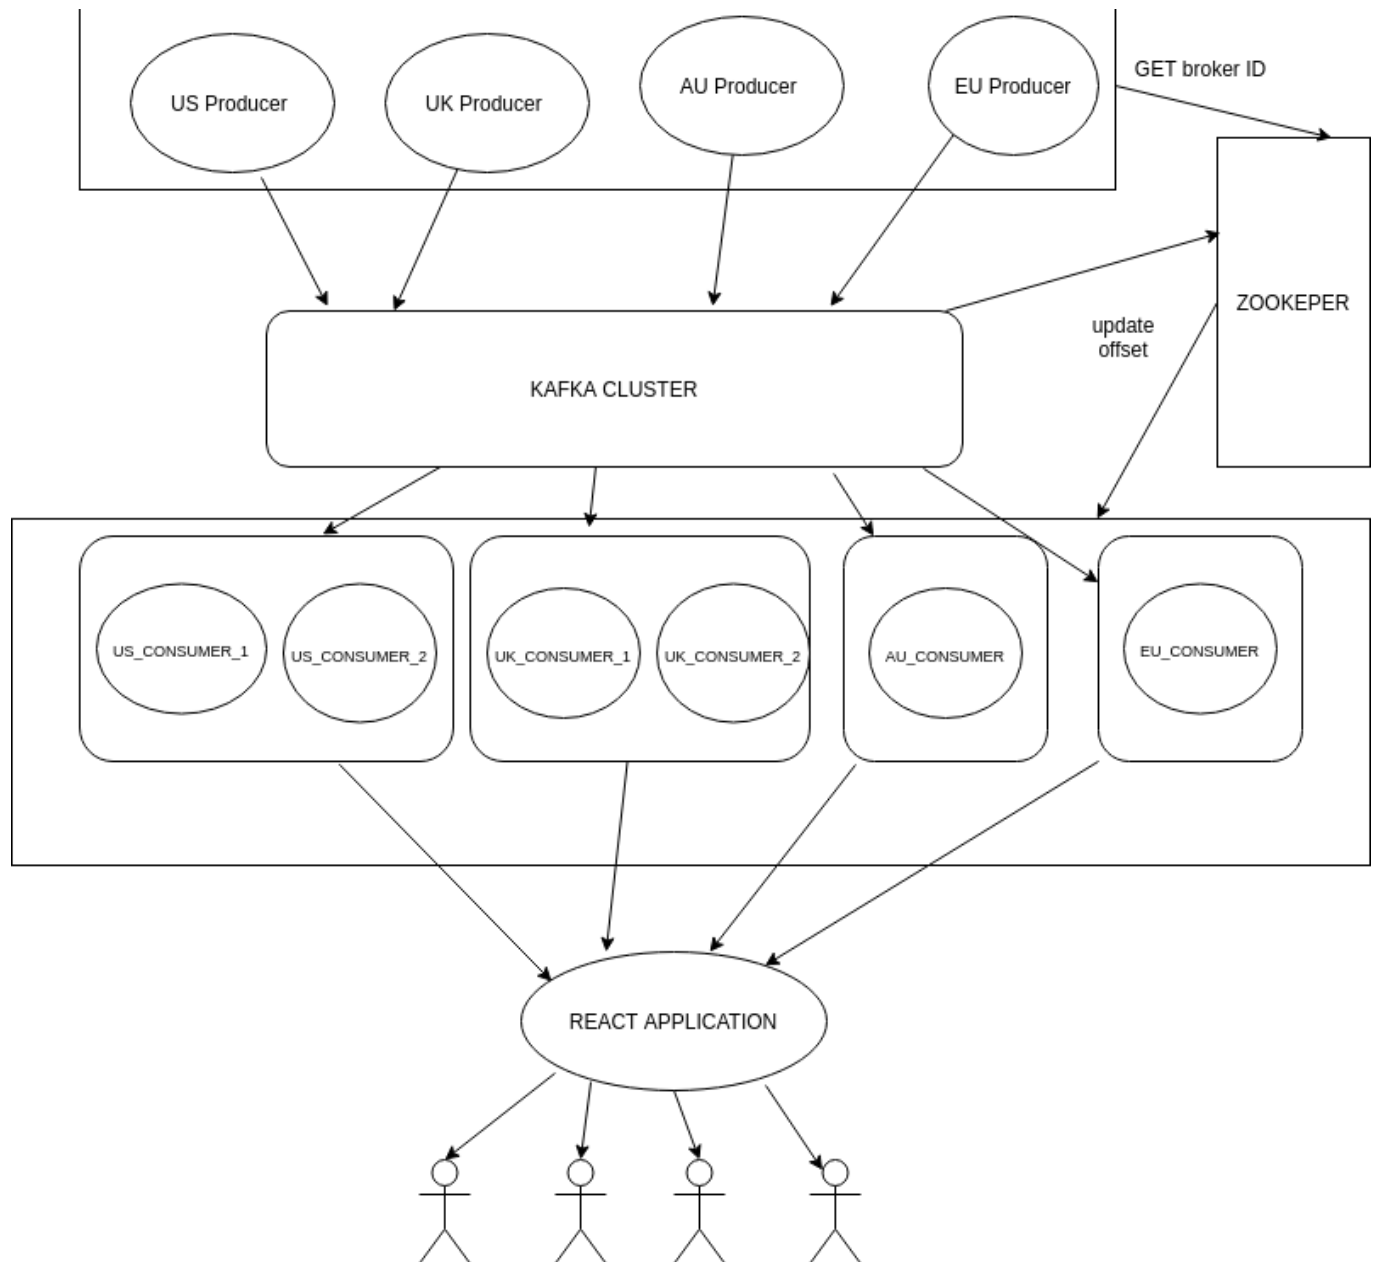 US Producer
UK Producer
AU Producer
EU Producer
GET broker ID
ZOOKEPER
update
offset
KAFKA CLUSTER
US_CONSUMER_1
US_CONSUMER_2
UK_CONSUMER_1
UK_CONSUMER_2
AU_CONSUMER
EU_CONSUMER
REACT APPLICATION